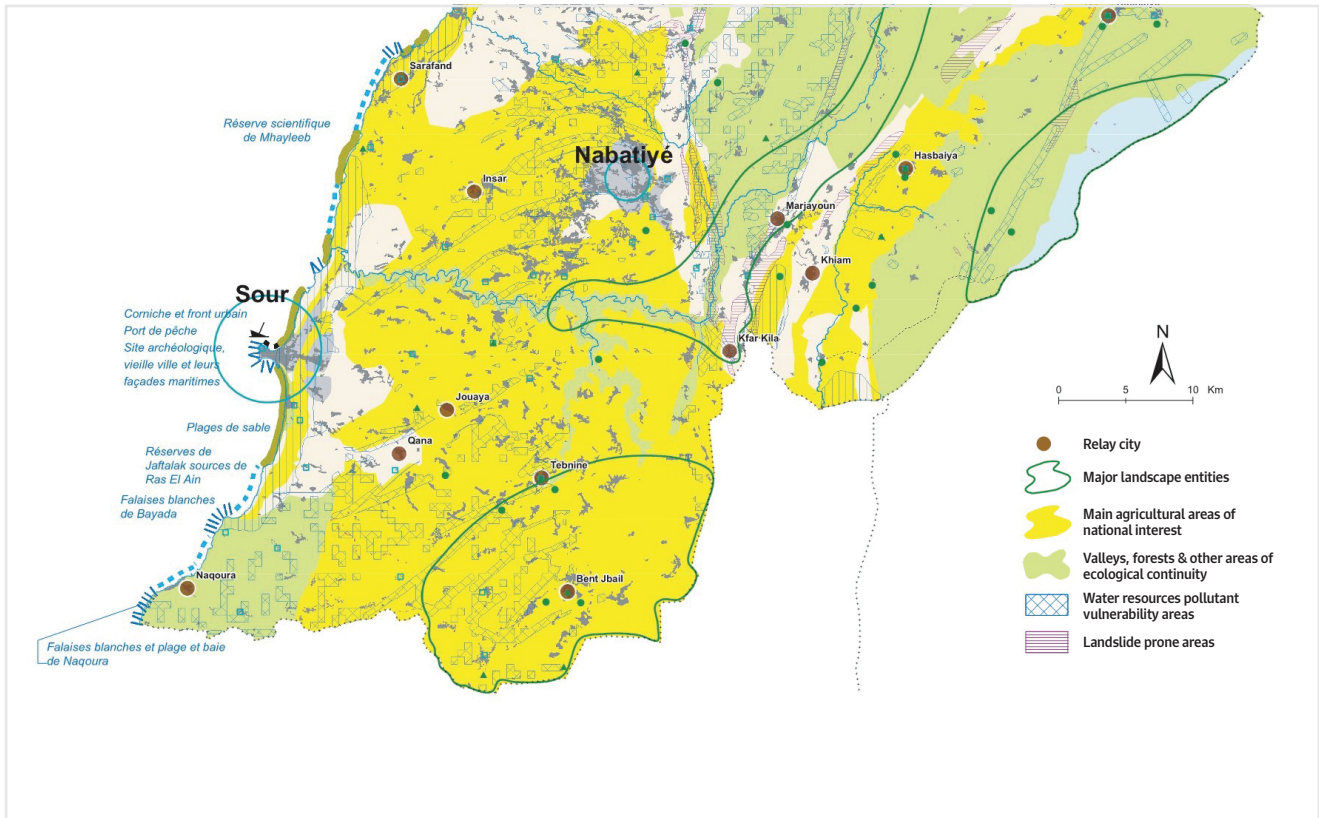 Sarafand
Réserve scientifique
de Mhayleeb
Nabatiyé
Hasbaiya
Insar
Marjayoun
Khiam
Sour
Corniche et front urbain
Port de pêche
Site archéologique,
vieille ville et leurs
façades maritimes
Kfar Kila
N
0 5 10 Km
Jouaya
Plages de sable
Qana
Réserves de
Jaftalak sources de
Ras El Ain
Tebnine
Falaises blanches
de Bayada
Naqoura
Bent Jbail
Falaises blanches et plage et baie
de Naqoura
Relay city
Major landscape entities
Main agricultural areas of
national interest
Valleys, forests & other areas of
ecological continuity
Water resources pollutant
vulnerability areas
Landslide prone areas